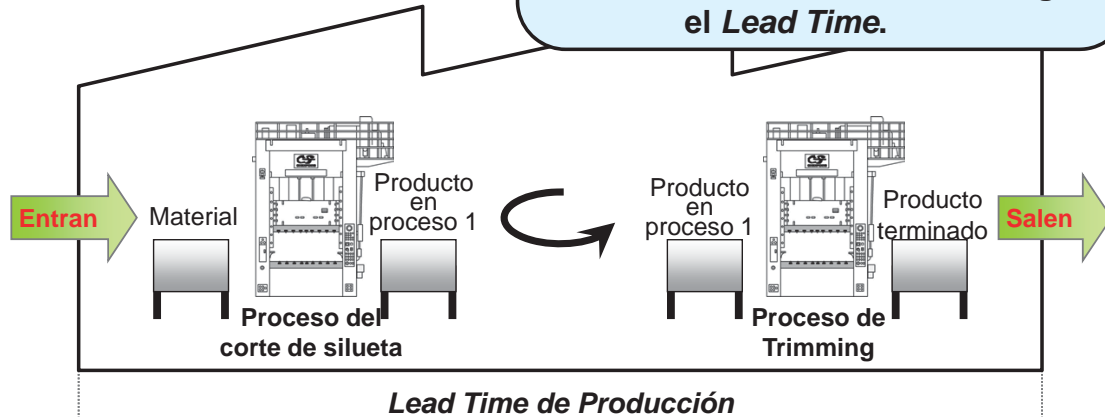 el Lead Time.
Entran
Material
Producto
en
proceso 1
Proceso del
corte de silueta
Producto
en
proceso 1
Producto
terminado
Proceso de
Trimming
Salen
Lead Time de Producción